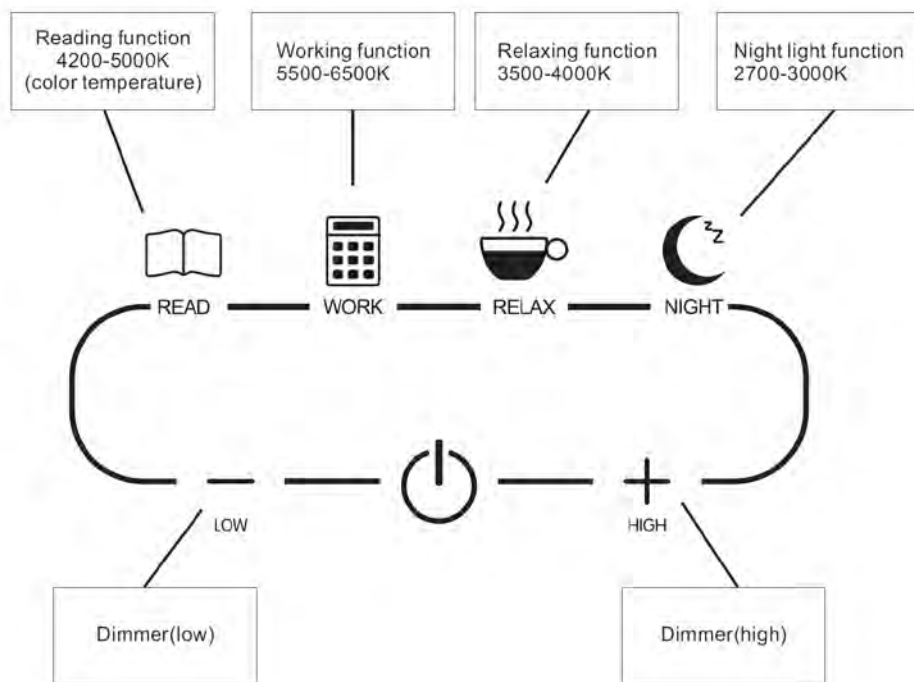 Reading function
4200-5000K
(color temperature)
Working function
5500-6500K
Relaxing function
3500-4000K
Night light function
2700-3000K
zz
READ
WORK
RELAX
NIGHT
LOW
HIGH
Dimmer(low)
Dimmer(high)